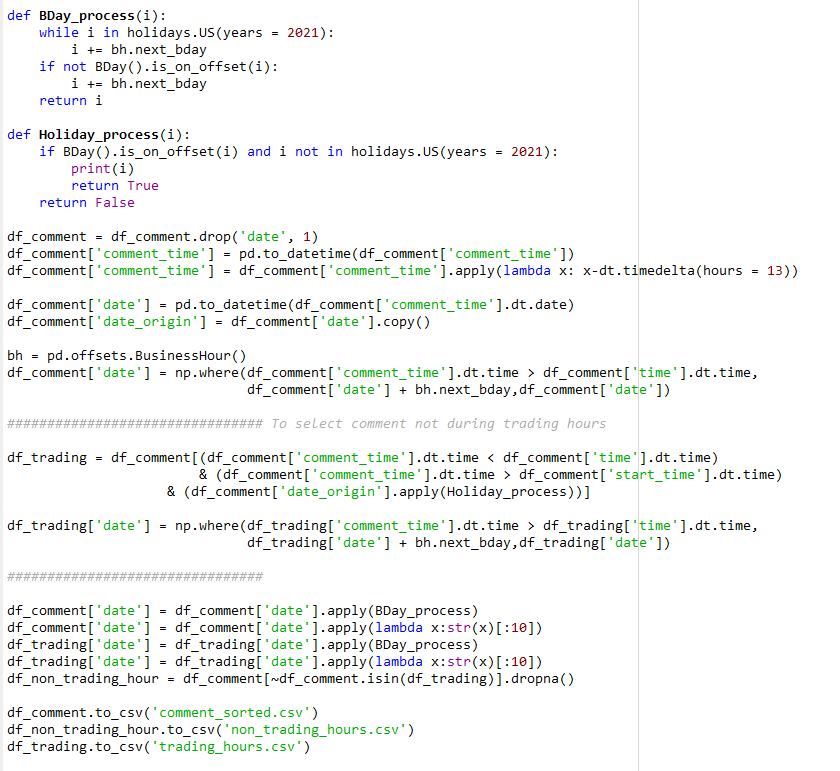 def BDay_process(i):
    while i in holidays.US(years = 2021):
        i += bh.next_bday
    if not BDay().is_on_offset(i):
        i += bh.next_bday
    return i
def Holiday_process(i):
    if BDay().is_on_offset(i) and i not in holidays.US(years = 2021):
        print(i)
        return True
    return False
df_comment = df_comment.drop('date', 1)
df_comment['comment_time'] = pd.to_datetime(df_comment['comment_time'])
df_comment['comment_time'] = df_comment['comment_time'].apply(lambda x: x-dt.timedelta(hours = 13))
df_comment['date'] = pd.to_datetime(df_comment['comment_time'].dt.date)
df_comment['date_origin'] = df_comment['date'].copy()
bh = pd.offsets.BusinessHour()
df_comment['date'] = np.where(df_comment['comment_time'].dt.time > df_comment['time'].dt.time,
                              df_comment['date'] + bh.next_bday,df_comment['date'])
################################ To select comment not during trading hours
df_trading = df_comment[(df_comment['comment_time'].dt.time < df_comment['time'].dt.time)
                        & (df_comment['comment_time'].dt.time > df_comment['start_time'].dt.time)
                    & (df_comment['date_origin'].apply(Holiday_process))]
df_trading['date'] = np.where(df_trading['comment_time'].dt.time > df_trading['time'].dt.time,
                              df_trading['date'] + bh.next_bday,df_trading['date'])
################################
df_comment['date'] = df_comment['date'].apply(BDay_process)
df_comment['date'] = df_comment['date'].apply(lambda x:str(x)[:10])
df_trading['date'] = df_trading['date'].apply(BDay_process)
df_trading['date'] = df_trading['date'].apply(lambda x:str(x)[:10])
df_non_trading_hour = df_comment[~df_comment.isin(df_trading)].dropna()
df_comment.to_csv('comment_sorted.csv')
df_non_trading_hour.to_csv('non_trading_hours.csv')
df_trading.to_csv('trading_hours.csv')